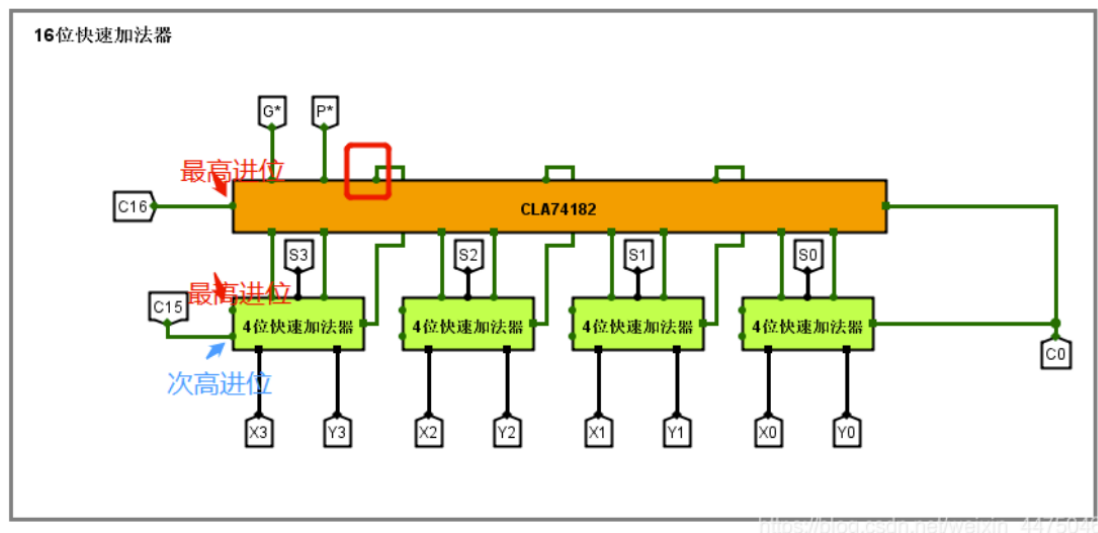 16位快速加法器
G*
P*
最高进位
C16
CLA74182
S3
S2
S1
S0
最高进位
C15
4位快速加法器
4位快速加法器
4位快速加法器
4位快速加法器
C0
次高进位
X3
Y3
X2
Y2
X1
Y1
X0
Y0